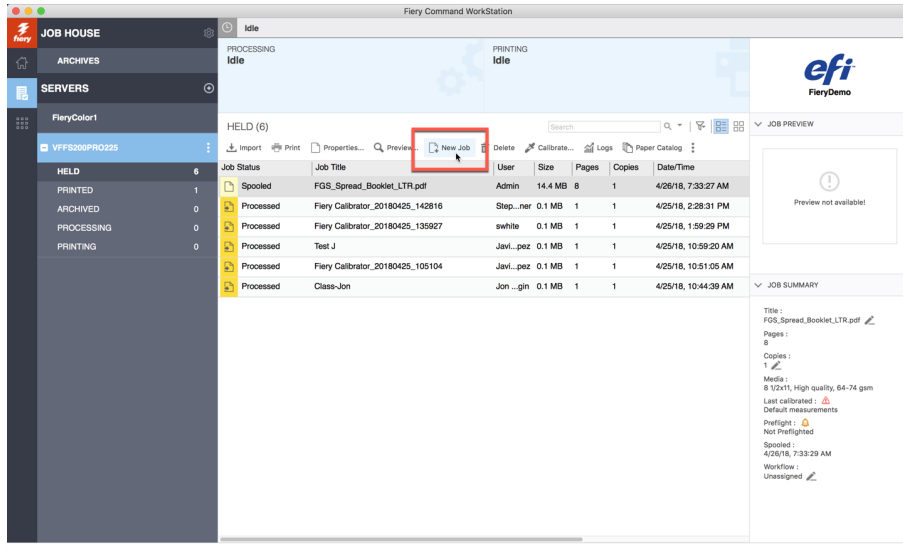 Fiery Command WorkStation
fiery
JOB HOUSE
ARCHIVES
SERVERS
FieryColor1
VFFS200PRO225
HELD 6
PRINTED 1
ARCHIVED 0
PROCESSING 0
PRINTING 0
Idle
PROCESSING
Idle
PRINTING
Idle
efi
FieryDemo
HELD (6)
Search
Import Print Properties... Preview... New Job Delete Calibrate... Logs Paper Catalog
Job Status Job Title User Size Pages Copies Date/Time
Spooled FGS_Spread_Booklet_LTR.pdf Admin 14.4 MB 8 1 4/26/18, 7:33:27 AM
Processed Fiery Calibrator_20180425_142816 Step...ner 0.1 MB 1 1 4/25/18, 2:28:31 PM
Processed Fiery Calibrator_20180425_135927 swhite 0.1 MB 1 1 4/25/18, 1:59:29 PM
Processed Test J Javi...pez 0.1 MB 1 1 4/25/18, 10:59:20 AM
Processed Fiery Calibrator_20180425_105104 Javi...pez 0.1 MB 1 1 4/25/18, 10:51:05 AM
Processed Class-Jon Jon ...gin 0.1 MB 1 1 4/25/18, 10:44:39 AM
JOB PREVIEW
Preview not available!
JOB SUMMARY
Title :
FGS_Spread_Booklet_LTR.pdf
Pages :
8
Copies :
1
Media :
8 1/2x11, High quality, 64-74 gsm
Last calibrated :
Default measurements
Preflight :
Not Preflighted
Spooled :
4/26/18, 7:33:29 AM
Workflow :
Unassigned